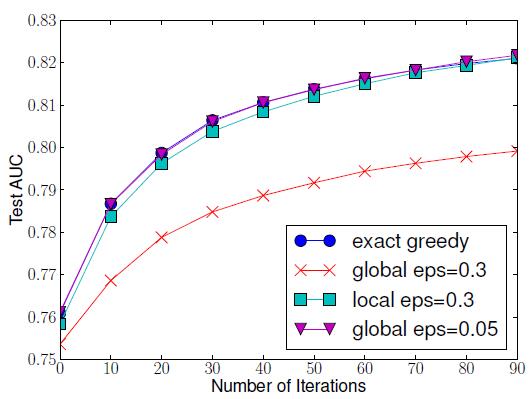 0.83
0.82
0.81
0.80
0.79
0.78
0.77
0.76
0.75
Test AUC
0 10 20 30 40 50 60 70 80 90
Number of Iterations
exact greedy
global eps=0.3
local eps=0.3
global eps=0.05